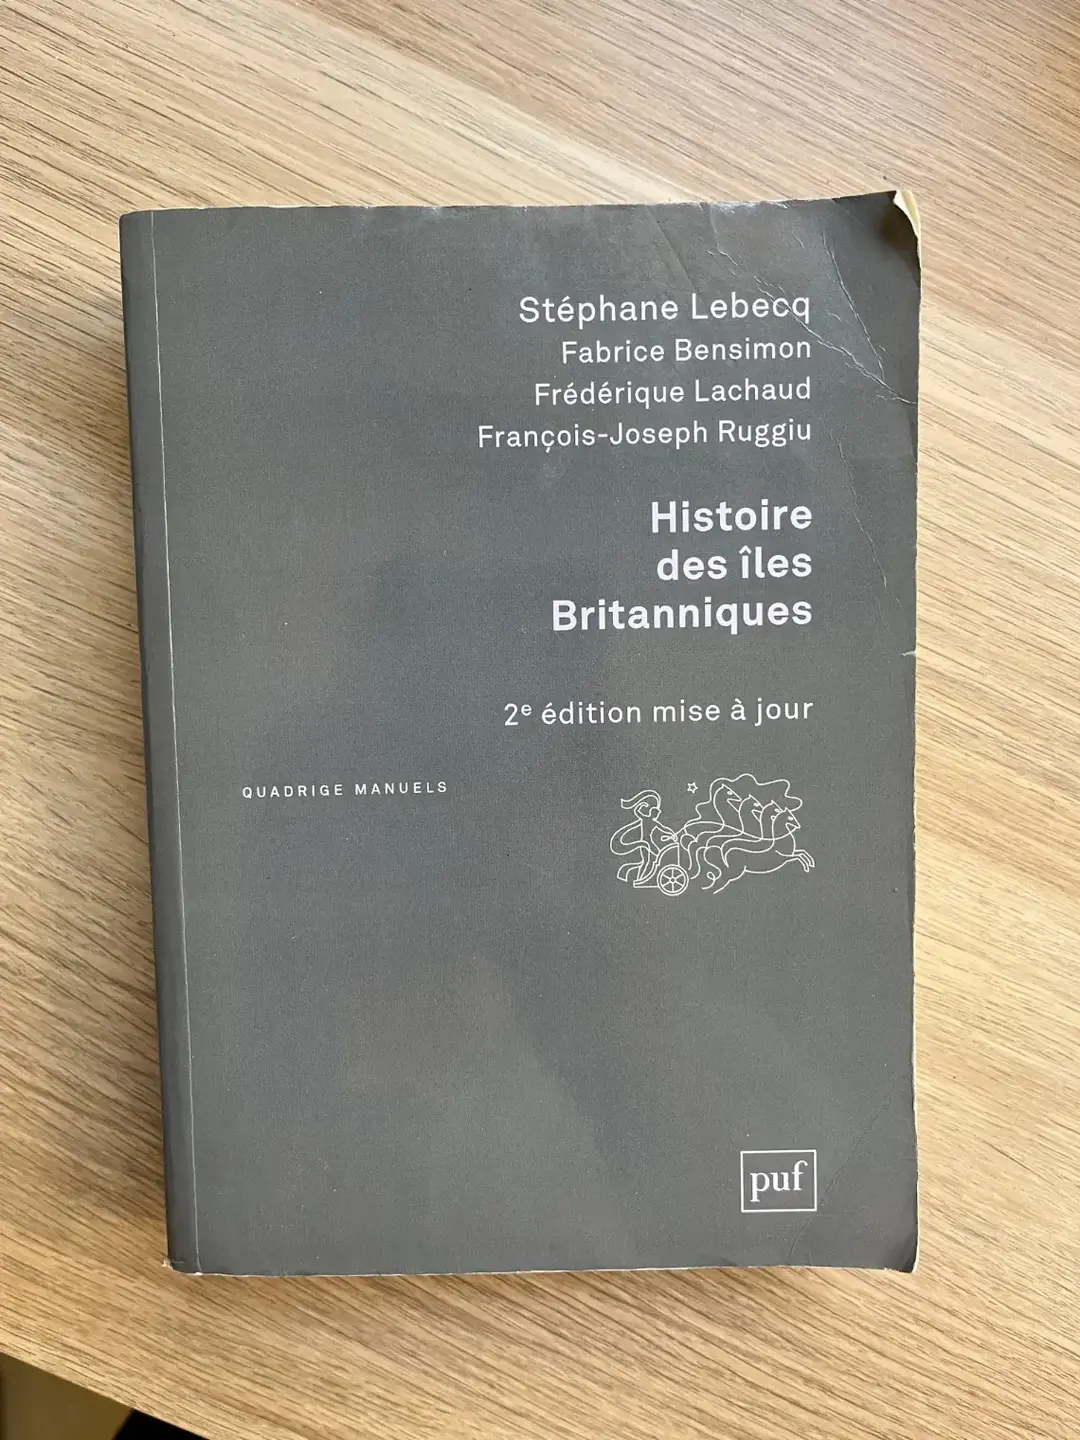 Stéphane Lebecq
Fabrice Bensimon
Frédérique Lachaud
François-Joseph Ruggiu
Histoire
des îles
Britanniques
2e édition mise à jour
QUADRIGE MANUELS
puf